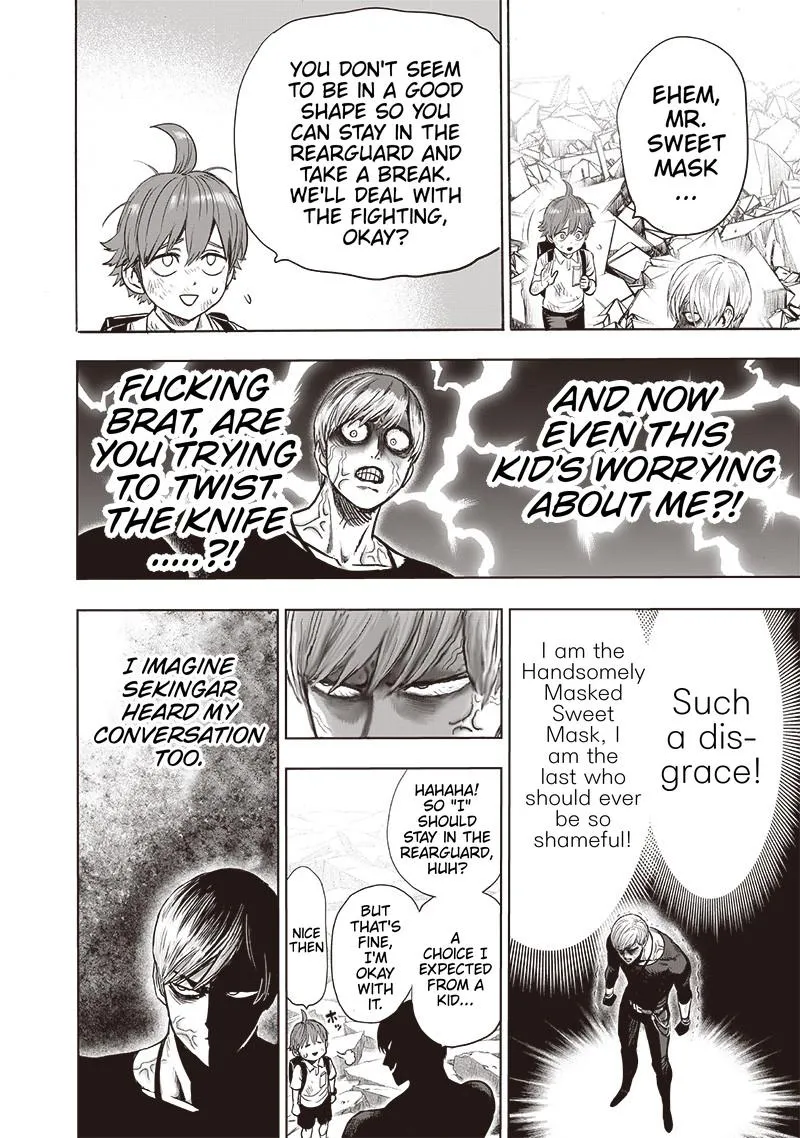 EHEM,
MR.
SWEET
MASK
...
YOU DON'T SEEM
TO BE IN A GOOD
SHAPE SO YOU
CAN STAY IN THE
REARGUARD AND
TAKE A BREAK.
WE'LL DEAL WITH
THE FIGHTING,
OKAY?
AND NOW
EVEN THIS
KID'S WORRYING
ABOUT ME?!
FUCKING
BRAT, ARE
YOU TRYING
TO TWIST
THE KNIFE
.....?!
Such
a dis-
grace!
I am the
Handsomely
Masked
Sweet
Mask, I
am the
last who
should ever
be so
shameful!
HAHAHA!
SO "I"
SHOULD
STAY IN THE
REARGUARD,
HUH?
A
CHOICE I
EXPECTED
FROM A
KID...
BUT
THAT'S
FINE,
I'M
OKAY
WITH
IT.
NICE
THEN
ホッ
I IMAGINE
SEKINGAR
HEARD MY
CONVERSATION
TOO.